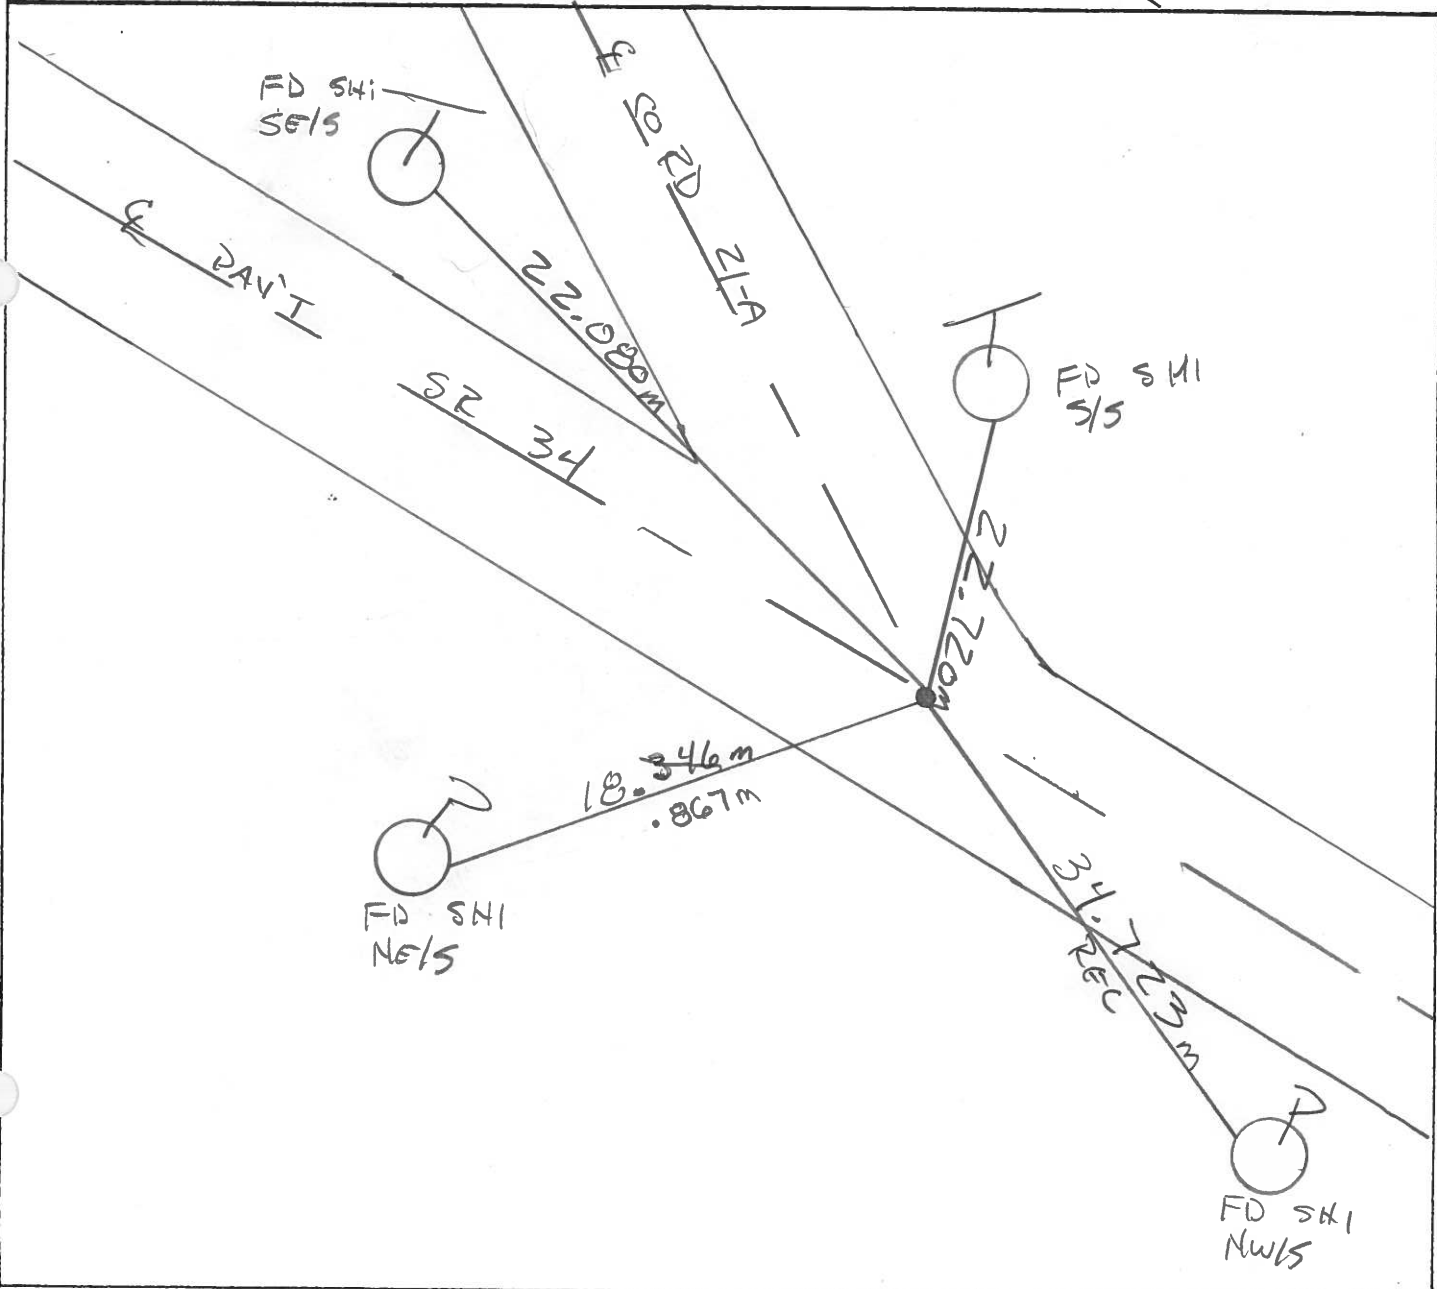 FD SHI
SE/S
℄ CO RD 21-A
℄ PAV'T
SR 34
22.080m
FD SHI
S/S
22.720m
18.346m
.867m
FD SHI
NE/S
34.723m
REC
FD SHI
NW/S